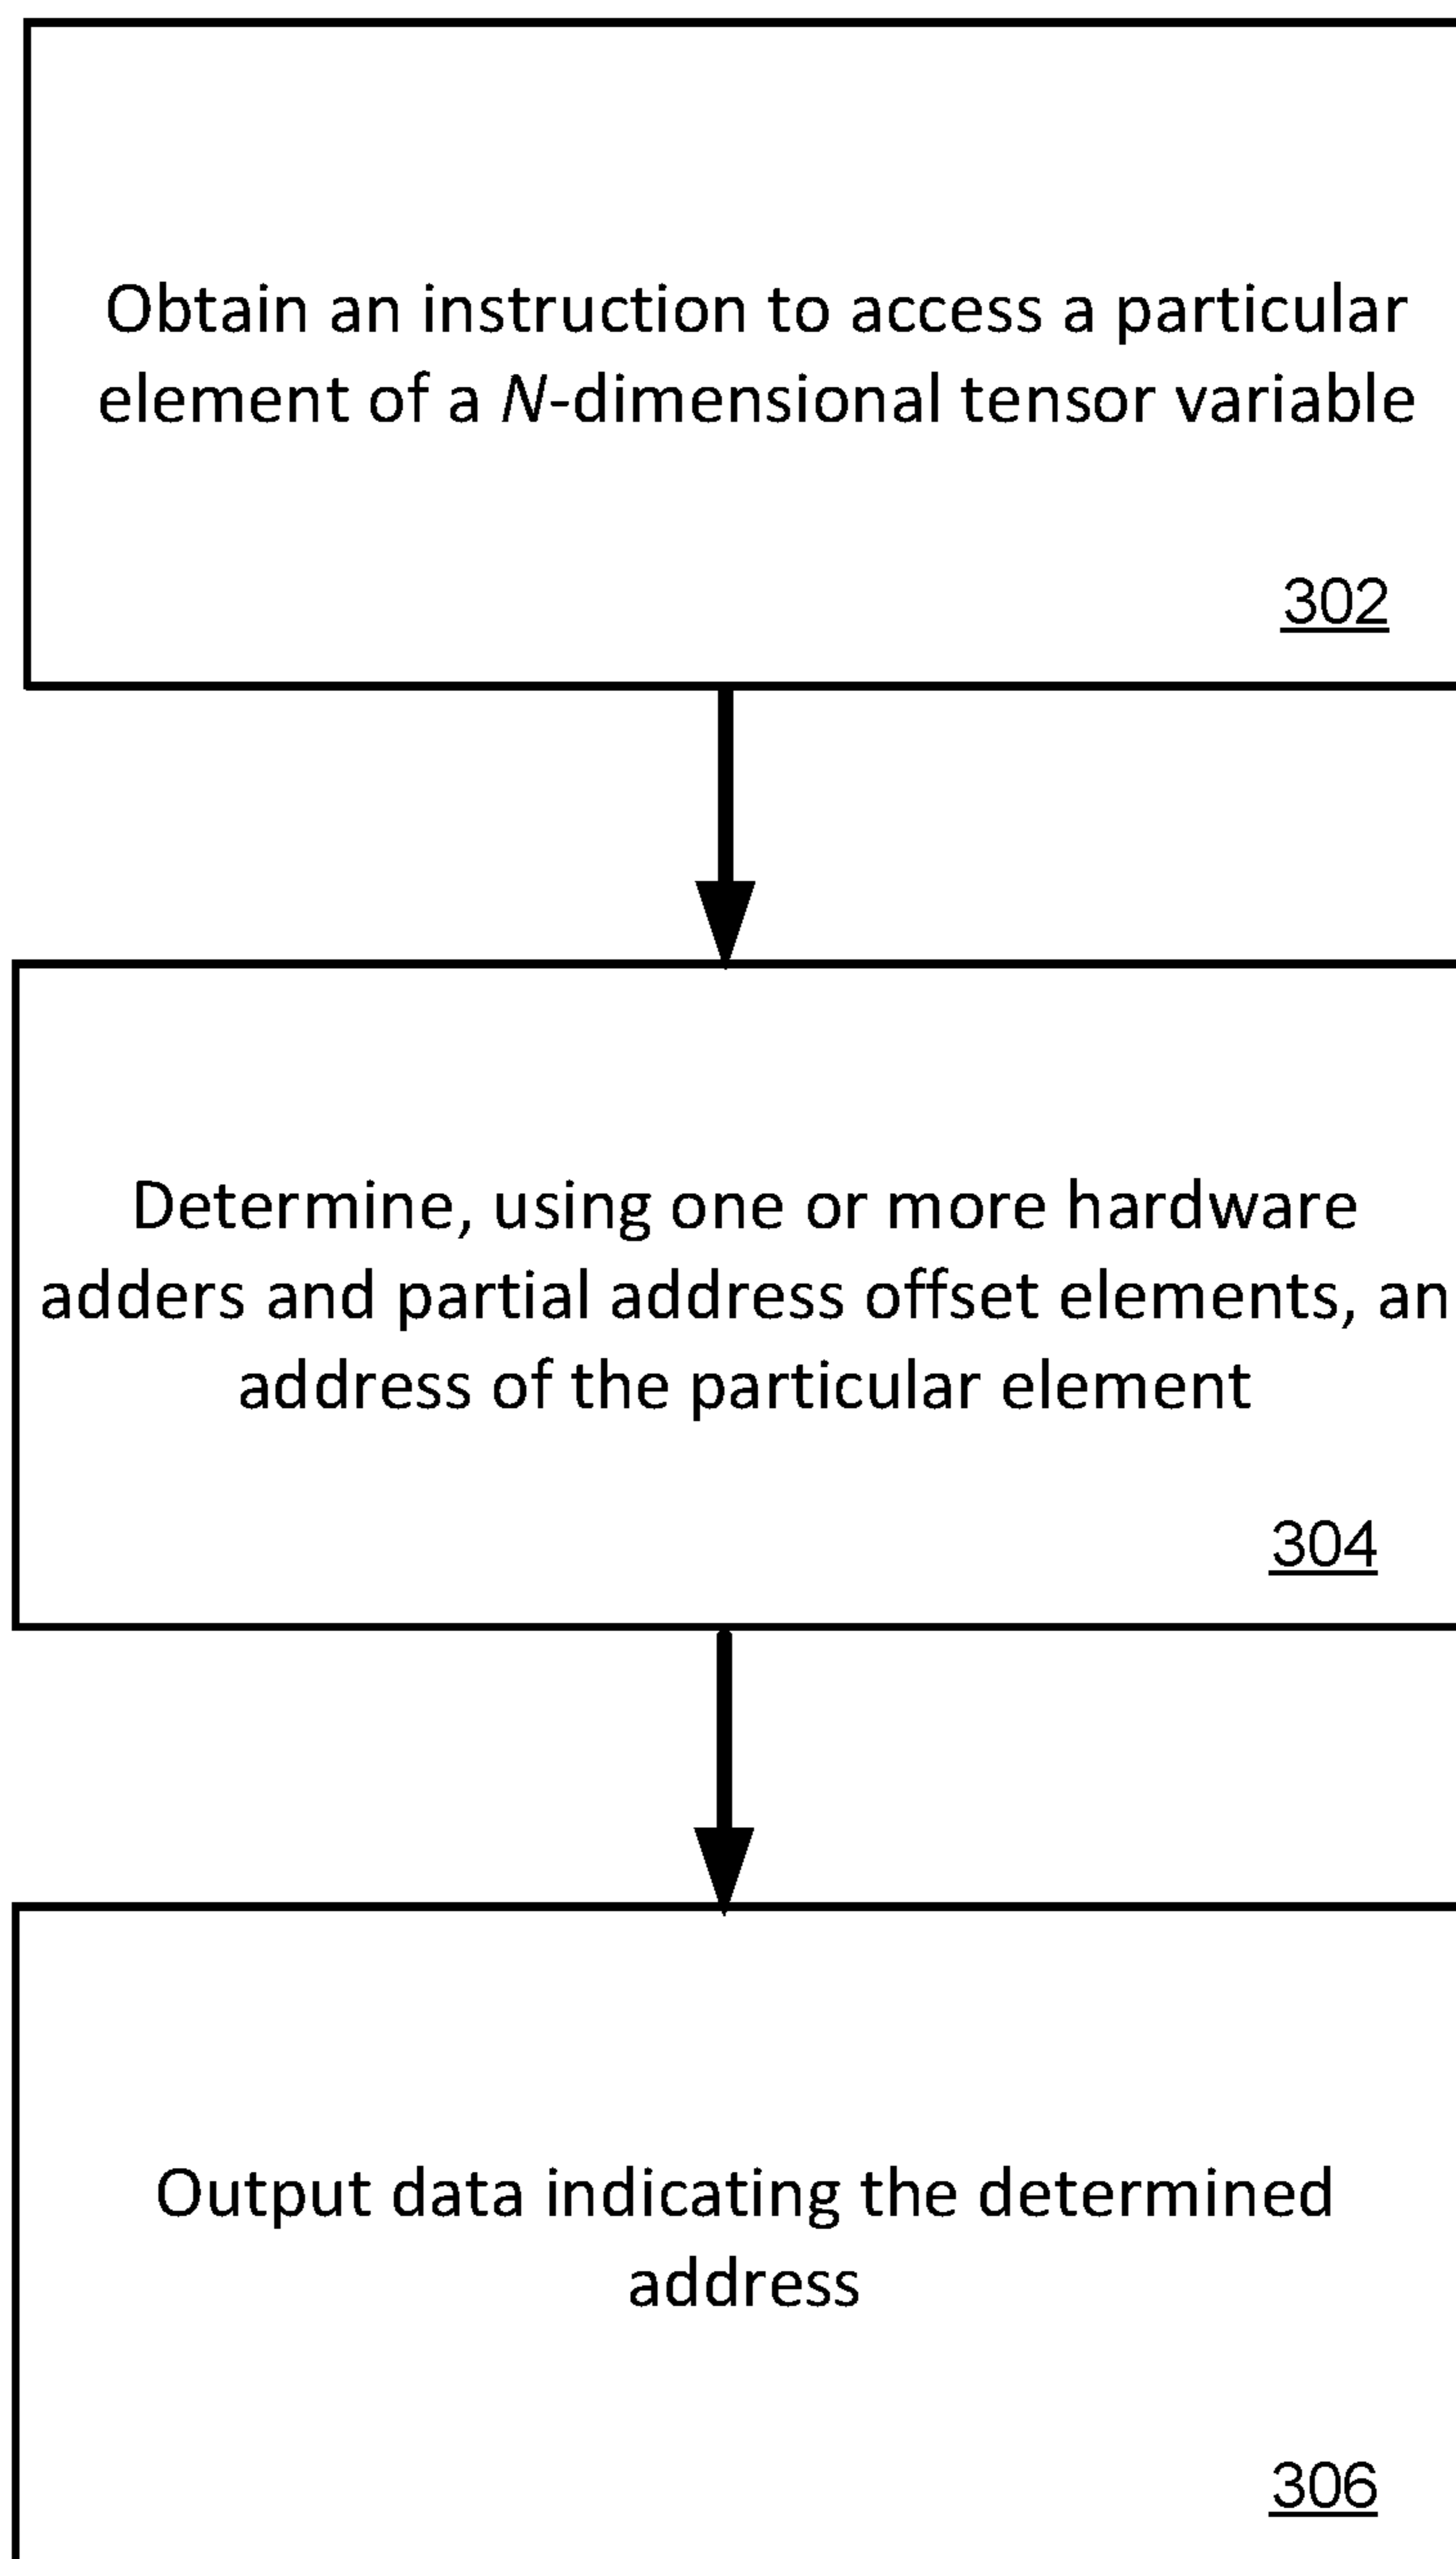 Obtain an instruction to access a particular
element of a N-dimensional tensor variable
302
Determine, using one or more hardware
adders and partial address offset elements, an
address of the particular element
304
Output data indicating the determined
address
306